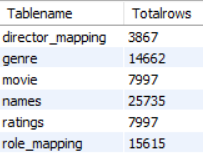 Tablename Totalrows
director_mapping 3867
genre 14662
movie 7997
names 25735
ratings 7997
role_mapping 15615